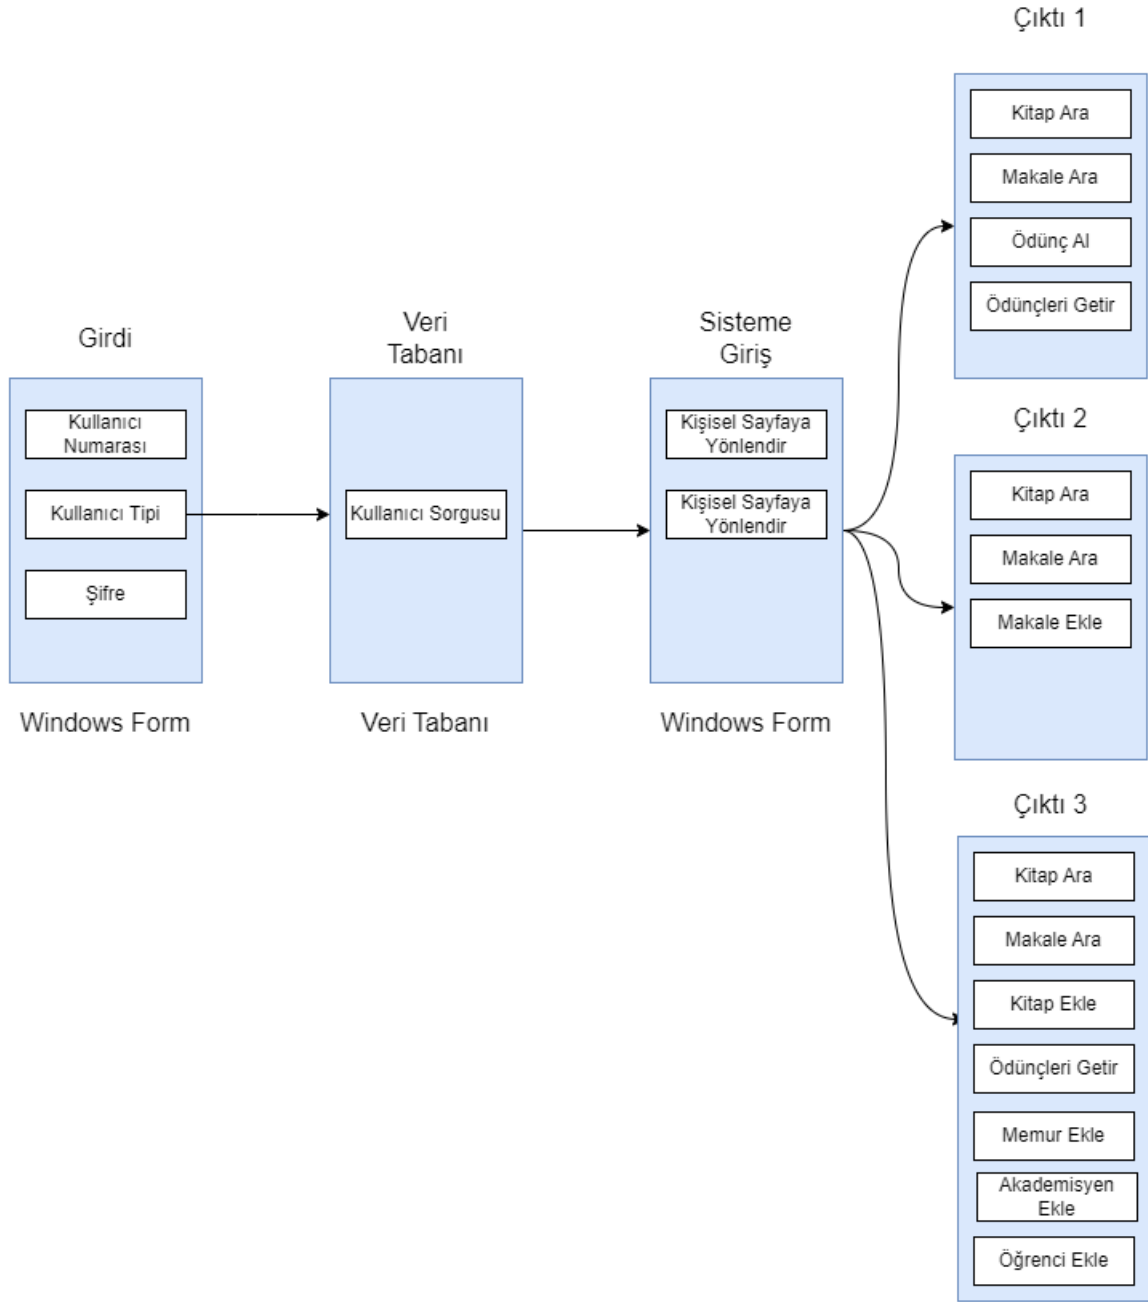 Girdi
Kullanıcı
Numarası
Kullanıcı Tipi
Şifre
Windows Form
Veri
Tabanı
Kullanıcı Sorgusu
Veri Tabanı
Sisteme
Giriş
Kişisel Sayfaya
Yönlendir
Kişisel Sayfaya
Yönlendir
Windows Form
Çıktı 1
Kitap Ara
Makale Ara
Ödünç Al
Ödünçleri Getir
Çıktı 2
Kitap Ara
Makale Ara
Makale Ekle
Çıktı 3
Kitap Ara
Makale Ara
Kitap Ekle
Ödünçleri Getir
Memur Ekle
Akademisyen
Ekle
Öğrenci Ekle